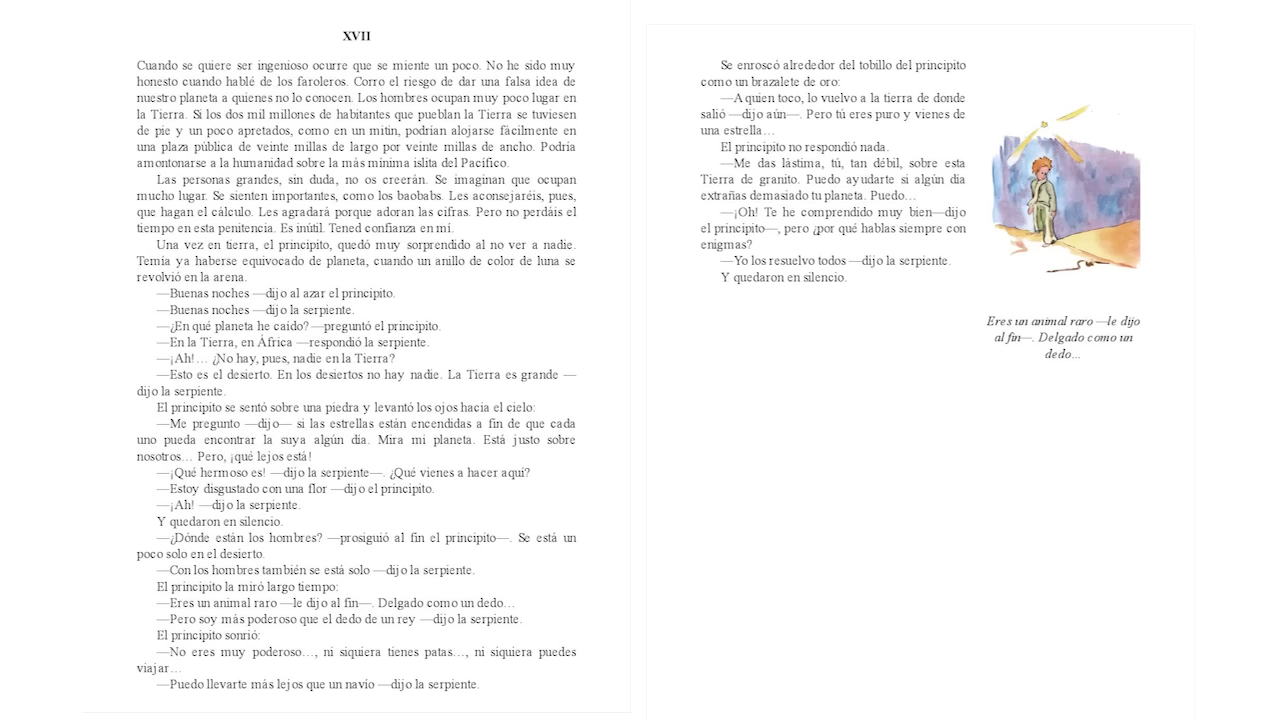 XVII
Cuando se quiere ser ingenioso ocurre que se miente un poco. No he sido muy
honesto cuando hablé de los faroleros. Corro el riesgo de dar una falsa idea de
nuestro planeta a quienes no lo conocen. Los hombres ocupan muy poco lugar en
la Tierra. Si los dos mil millones de habitantes que pueblan la Tierra se tuviesen
de pie y un poco apretados, como en un mitin, podrían alojarse fácilmente en
una plaza pública de veinte millas de largo por veinte millas de ancho. Podría
amontonarse a la humanidad sobre la más mínima islita del Pacífico.
Las personas grandes, sin duda, no os creerán. Se imaginan que ocupan
mucho lugar. Se sienten importantes, como los baobabs. Les aconsejaréis, pues,
que hagan el cálculo. Les agradará porque adoran las cifras. Pero no perdáis el
tiempo en esta penitencia. Es inútil. Tened confianza en mí.
Una vez en tierra, el principito, quedó muy sorprendido al no ver a nadie.
Temía ya haberse equivocado de planeta, cuando un anillo de color de luna se
revolvió en la arena.
—Buenas noches —dijo al azar el principito.
—Buenas noches —dijo la serpiente.
—¿En qué planeta he caído? —preguntó el principito.
—En la Tierra, en África —respondió la serpiente.
—¡Ah!… ¿No hay, pues, nadie en la Tierra?
—Esto es el desierto. En los desiertos no hay nadie. La Tierra es grande —
dijo la serpiente.
El principito se sentó sobre una piedra y levantó los ojos hacia el cielo:
—Me pregunto —dijo— si las estrellas están encendidas a fin de que cada
uno pueda encontrar la suya algún día. Mira mi planeta. Está justo sobre
nosotros… Pero, ¡qué lejos está!
—¡Qué hermoso es! —dijo la serpiente—. ¿Qué vienes a hacer aquí?
—Estoy disgustado con una flor —dijo el principito.
—¡Ah! —dijo la serpiente.
Y quedaron en silencio.
—¿Dónde están los hombres? —prosiguió al fin el principito—. Se está un
poco solo en el desierto.
—Con los hombres también se está solo —dijo la serpiente.
El principito la miró largo tiempo:
—Eres un animal raro —le dijo al fin—. Delgado como un dedo…
—Pero soy más poderoso que el dedo de un rey —dijo la serpiente.
El principito sonrió:
—No eres muy poderoso…, ni siquiera tienes patas…, ni siquiera puedes
viajar…
—Puedo llevarte más lejos que un navío —dijo la serpiente.
Se enroscó alrededor del tobillo del principito
como un brazalete de oro:
—A quien toco, lo vuelvo a la tierra de donde
salió —dijo aún—. Pero tú eres puro y vienes de
una estrella…
El principito no respondió nada.
—Me das lástima, tú, tan débil, sobre esta
Tierra de granito. Puedo ayudarte si algún día
extrañas demasiado tu planeta. Puedo…
—¡Oh! Te he comprendido muy bien—dijo
el principito—, pero ¿por qué hablas siempre con
enigmas?
—Yo los resuelvo todos —dijo la serpiente.
Y quedaron en silencio.
Eres un animal raro —le dijo
al fin—. Delgado como un
dedo…